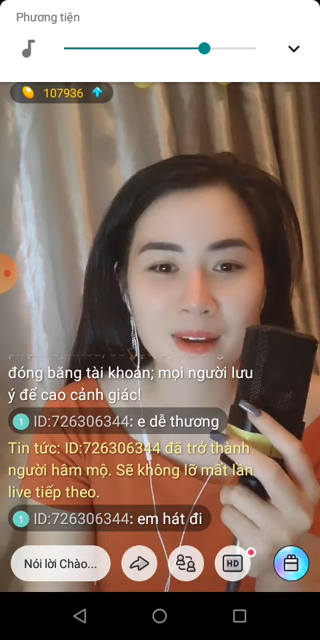 Phương tiện
107936
đóng băng tài khoản; mọi người lưu
ý để cao cảnh giác!
1 ID:726306344: e dễ thương
Tin tức: ID:726306344 đã trở thành
người hâm mộ. Sẽ không lỡ mất lần
live tiếp theo.
1 ID:726306344: em hát đi
Nói lời Chào...
HD